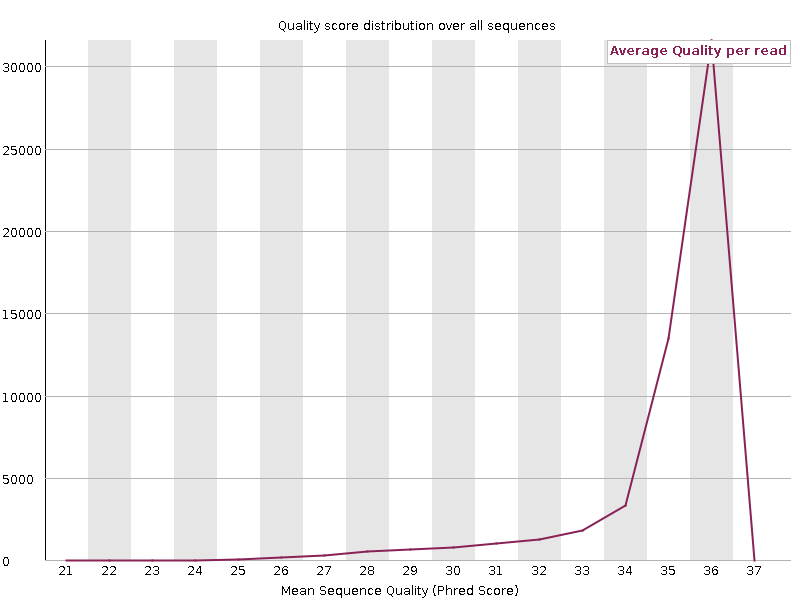 Quality score distribution over all sequences
Average Quality per read
30000
25000
20000
15000
10000
5000
0
21 22 23 24 25 26 27 28 29 30 31 32 33 34 35 36 37
Mean Sequence Quality (Phred Score)